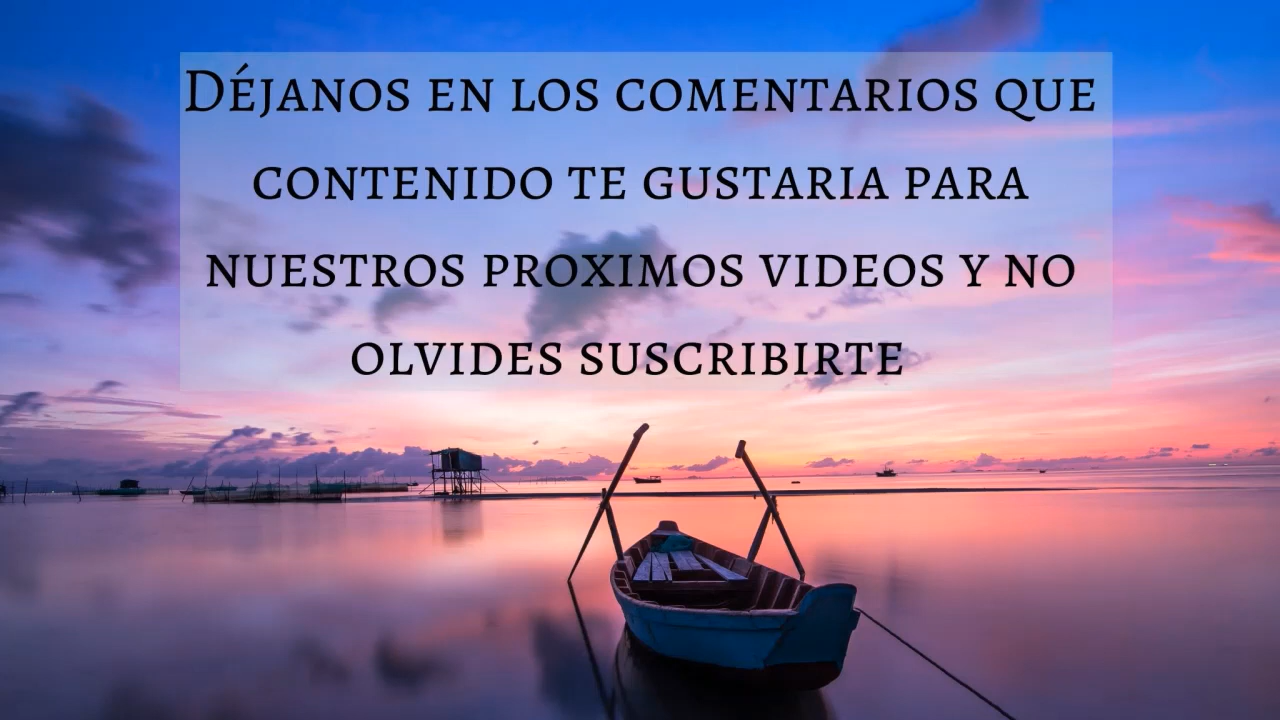 Déjanos en los comentarios que
contenido te gustaria para
nuestros proximos videos y no
olvides suscribirte